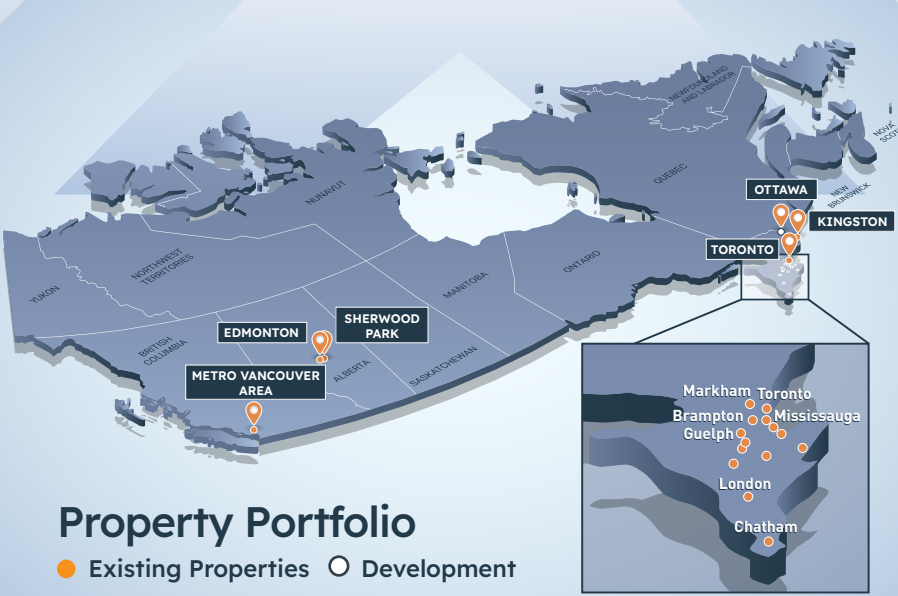 NEWFOUNDLAND
AND LABRADOR
NOVA
QUEBEC
NEW
BRUNSWICK
OTTAWA
KINGSTON
TORONTO
NUNAVUT
NORTHWEST
TERRITORIES
YUKON
MANITOBA
ONTARIO
BRITISH
COLUMBIA
EDMONTON
SHERWOOD
PARK
ALBERTA
SASKATCHEWAN
METRO VANCOUVER
AREA
Markham
Toronto
Brampton
Mississauga
Guelph
London
Chatham
Property Portfolio
Existing Properties
Development